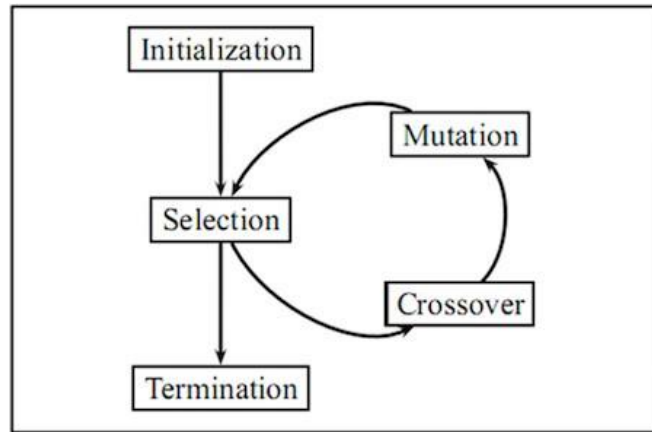 Initialization
Mutation
Selection
Crossover
Termination